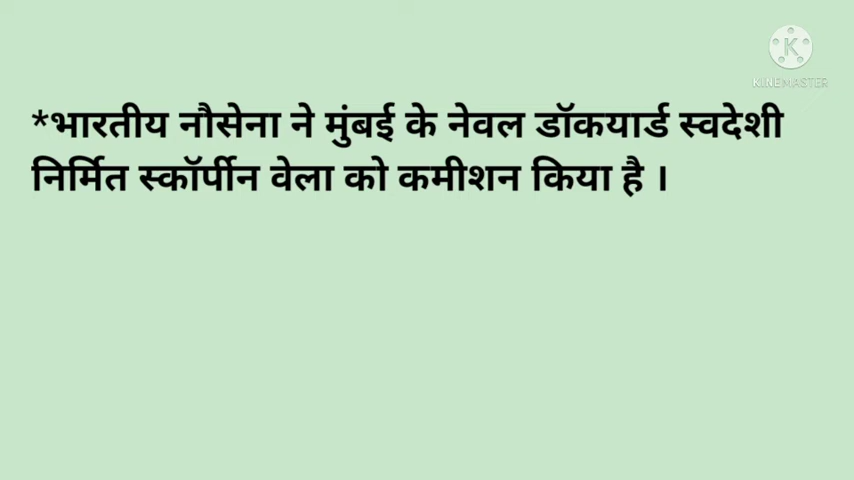 KINEMASTER
*भारतीय नौसेना ने मुंबई के नेवल डॉकयार्ड स्वदेशी
निर्मित स्कॉर्पीन वेला को कमीशन किया है ।